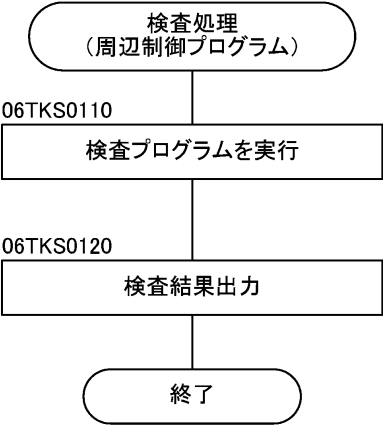 検査処理
（周辺制御プログラム）
06TKS0110
検査プログラムを実行
06TKS0120
検査結果出力
終了